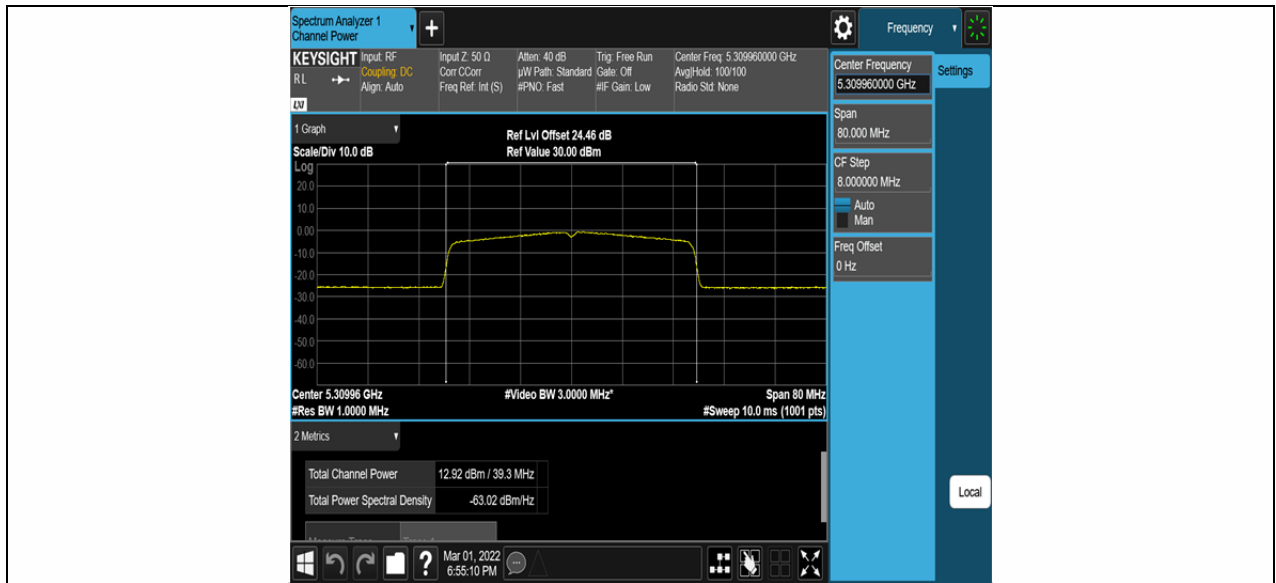 Spectrum Analyzer 1
Channel Power
+
Frequency
KEYSIGHT
RL
LXI
Input: RF
Coupling: DC
Align: Auto
Input Z: 50 Ω
Corr CCorr
Freq Ref: Int (S)
Atten: 40 dB
µW Path: Standard
#PNO: Fast
Trig: Free Run
Gate: Off
#IF Gain: Low
Center Freq: 5.309960000 GHz
Avg|Hold: 100/100
Radio Std: None
Center Frequency
5.309960000 GHz
Settings
Span
80.000 MHz
CF Step
8.000000 MHz
Auto
Man
Freq Offset
0 Hz
Local
1 Graph
Ref Lvl Offset 24.46 dB
Scale/Div 10.0 dB
Ref Value 30.00 dBm
Log
20.0
10.0
0.00
-10.0
-20.0
-30.0
-40.0
-50.0
-60.0
Center 5.30996 GHz
#Video BW 3.0000 MHz*
Span 80 MHz
#Res BW 1.0000 MHz
#Sweep 10.0 ms (1001 pts)
2 Metrics
Total Channel Power 12.92 dBm / 39.3 MHz
Total Power Spectral Density -63.02 dBm/Hz
?
Mar 01, 2022
6:55:10 PM